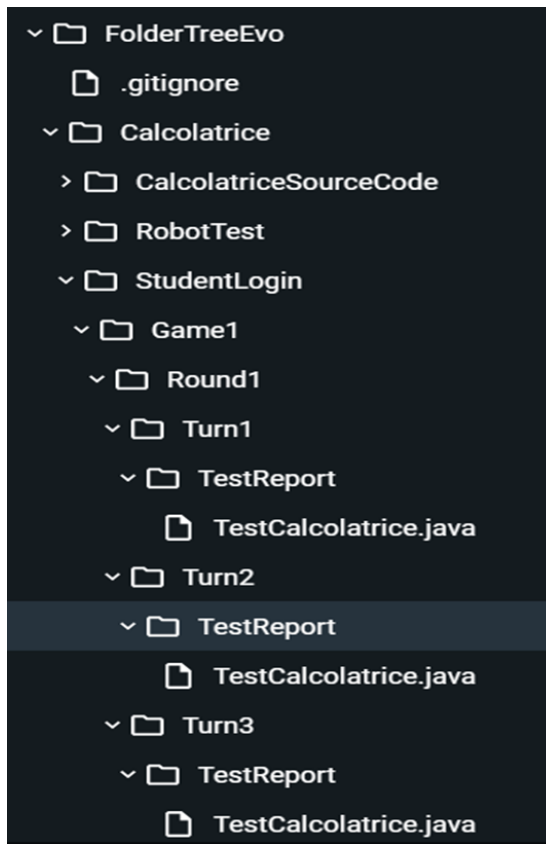 FolderTreeEvo
.gitignore
Calcolatrice
CalcolatriceSourceCode
RobotTest
StudentLogin
Game1
Round1
Turn1
TestReport
TestCalcolatrice.java
Turn2
TestReport
TestCalcolatrice.java
Turn3
TestReport
TestCalcolatrice.java